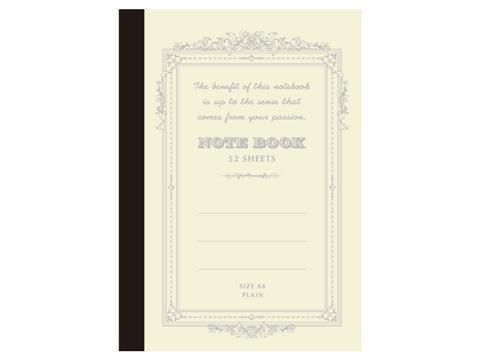 The benefit of this notebook
is up to the sense that
comes from your passion.
NOTE BOOK
52 SHEETS
SIZE A6
PLAIN